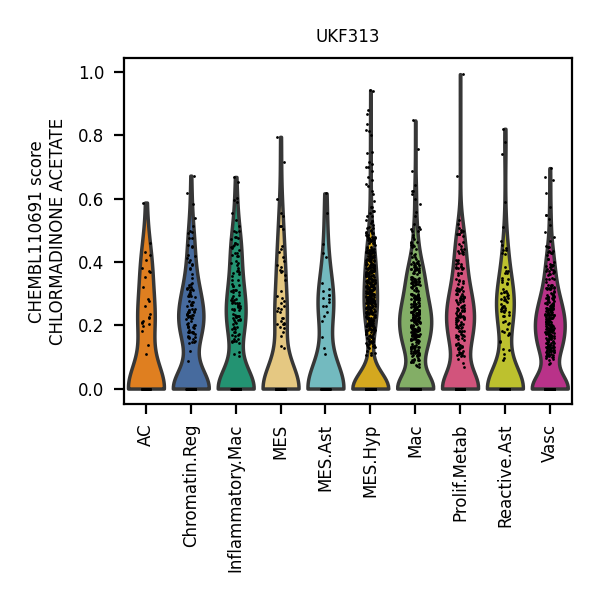 UKF313
CHEMBL110691 score
CHLORMADINONE ACETATE
1.0
0.8
0.6
0.4
0.2
0.0
AC
Chromatin.Reg
Inflammatory.Mac
MES
MES.Ast
MES.Hyp
Mac
Prolif.Metab
Reactive.Ast
Vasc